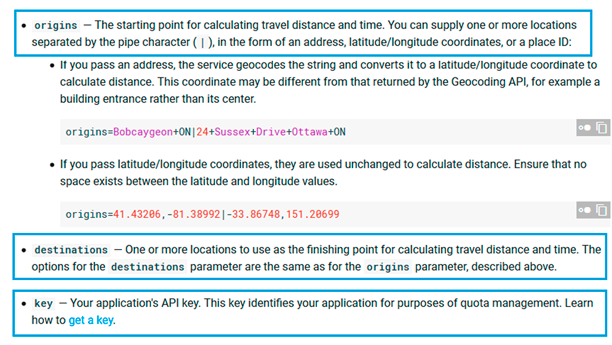 • origins — The starting point for calculating travel distance and time. You can supply one or more locations
separated by the pipe character ( | ), in the form of an address, latitude/longitude coordinates, or a place ID:
• If you pass an address, the service geocodes the string and converts it to a latitude/longitude coordinate to
calculate distance. This coordinate may be different from that returned by the Geocoding API, for example a
building entrance rather than its center.
origins=Bobcaygeon+ON|24+Sussex+Drive+Ottawa+ON
• If you pass latitude/longitude coordinates, they are used unchanged to calculate distance. Ensure that no
space exists between the latitude and longitude values.
origins=41.43206,-81.38992|-33.86748,151.20699
• destinations — One or more locations to use as the finishing point for calculating travel distance and time. The
options for the destinations parameter are the same as for the origins parameter, described above.
• key — Your application's API key. This key identifies your application for purposes of quota management. Learn
how to get a key.